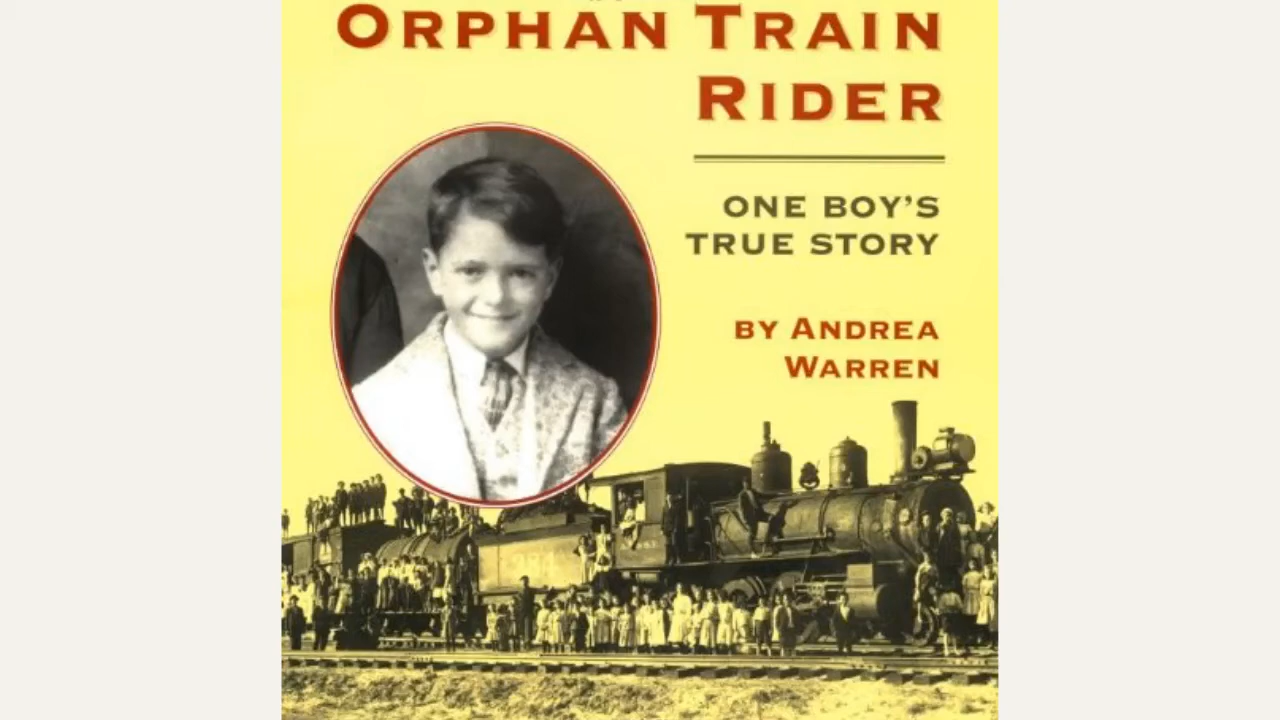 ORPHAN TRAIN
RIDER
ONE BOY'S
TRUE STORY
BY ANDREA
WARREN